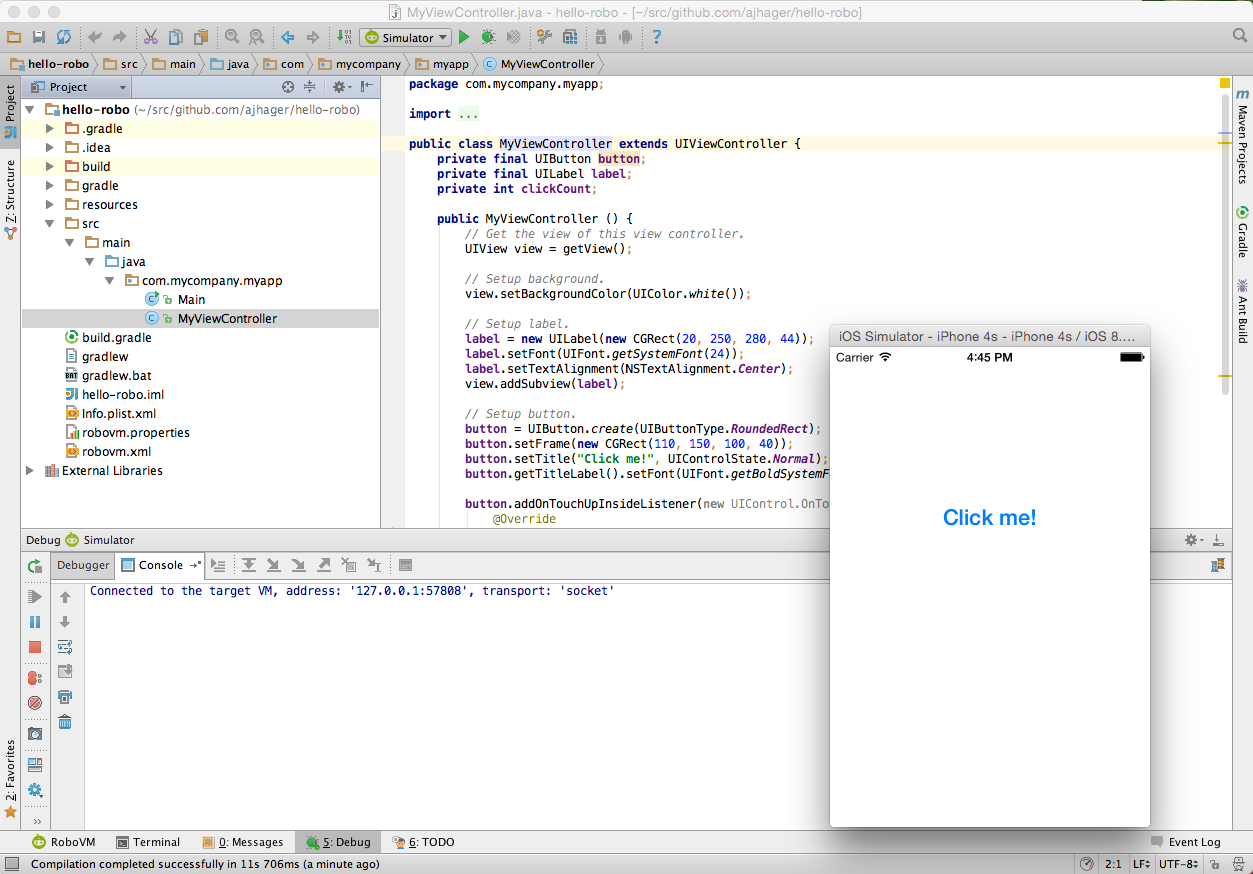 MyViewController.java - hello-robo - [~/src/github.com/ajhager/hello-robo]
Simulator
hello-robo src main java com mycompany myapp MyViewController
Project
hello-robo (~/src/github.com/ajhager/hello-robo)
.gradle
.idea
build
gradle
resources
src
main
java
com.mycompany.myapp
Main
MyViewController
build.gradle
gradlew
gradlew.bat
hello-robo.iml
Info.plist.xml
robovm.properties
robovm.xml
External Libraries
Project
Z: Structure
2: Favorites
package com.mycompany.myapp;
import ...
public class MyViewController extends UIViewController {
private final UIButton button;
private final UILabel label;
private int clickCount;
public MyViewController () {
// Get the view of this view controller.
UIView view = getView();
// Setup background.
view.setBackgroundColor(UIColor.white());
// Setup label.
label = new UILabel(new CGRect(20, 250, 280, 44));
label.setFont(UIFont.getSystemFont(24));
label.setTextAlignment(NSTextAlignment.Center);
view.addSubview(label);
// Setup button.
button = UIButton.create(UIButtonType.RoundedRect);
button.setFrame(new CGRect(110, 150, 100, 40));
button.setTitle("Click me!", UIControlState.Normal);
button.getTitleLabel().setFont(UIFont.getBoldSystemF
button.addOnTouchUpInsideListener(new UIControl.OnTo
@Override
Maven Projects
Gradle
Ant Build
iOS Simulator - iPhone 4s - iPhone 4s / iOS 8....
Carrier 4:45 PM
Click me!
Debug Simulator
Debugger Console
Connected to the target VM, address: '127.0.0.1:57808', transport: 'socket'
RoboVM Terminal 0: Messages 5: Debug 6: TODO Event Log
Compilation completed successfully in 11s 706ms (a minute ago) 2:1 LF UTF-8